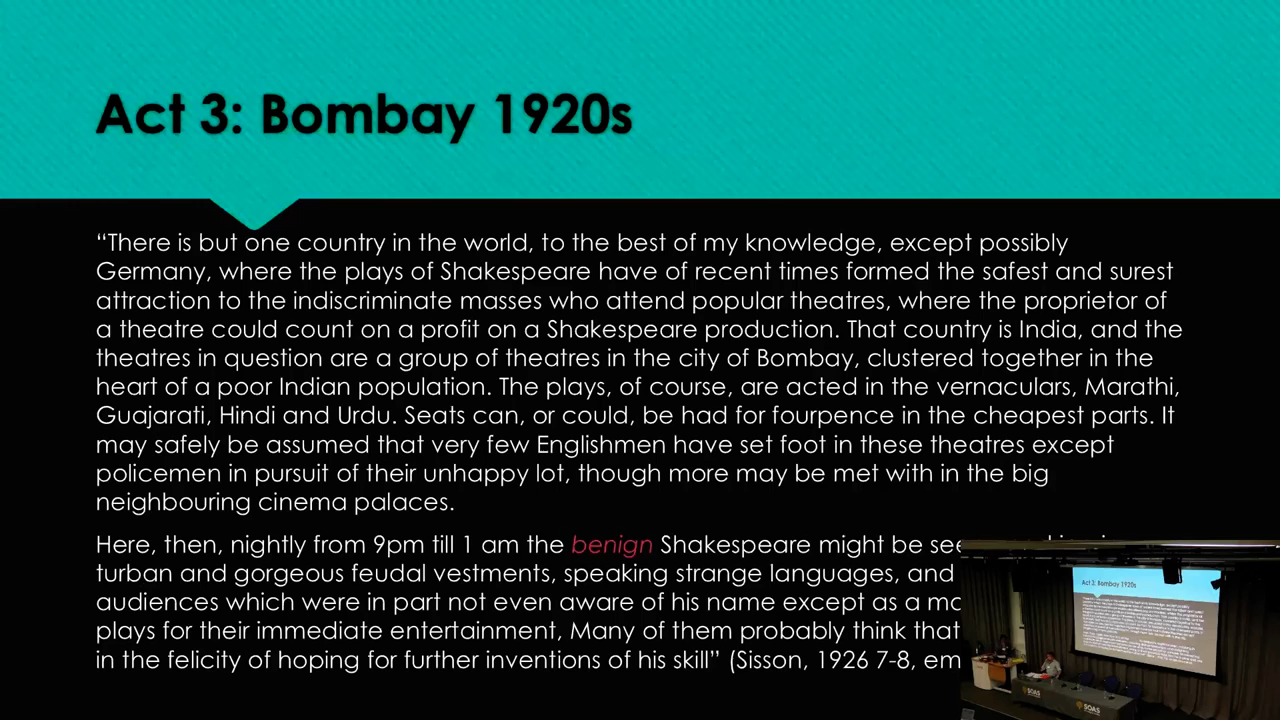 Act 3: Bombay 1920s
“There is but one country in the world, to the best of my knowledge, except possibly
Germany, where the plays of Shakespeare have of recent times formed the safest and surest
attraction to the indiscriminate masses who attend popular theatres, where the proprietor of
a theatre could count on a profit on a Shakespeare production. That country is India, and the
theatres in question are a group of theatres in the city of Bombay, clustered together in the
heart of a poor Indian population. The plays, of course, are acted in the vernaculars, Marathi,
Guajarati, Hindi and Urdu. Seats can, or could, be had for fourpence in the cheapest parts. It
may safely be assumed that very few Englishmen have set foot in these theatres except
policemen in pursuit of their unhappy lot, though more may be met with in the big
neighbouring cinema palaces.
Here, then, nightly from 9pm till 1 am the benign Shakespeare might be
turban and gorgeous feudal vestments, speaking strange languages, and
audiences which were in part not even aware of his name except as a
plays for their immediate entertainment, Many of them probably think that
in the felicity of hoping for further inventions of his skill” (Sisson, 1926 7-8,
Act 3: Bombay 1920s
SOAS
SOAS